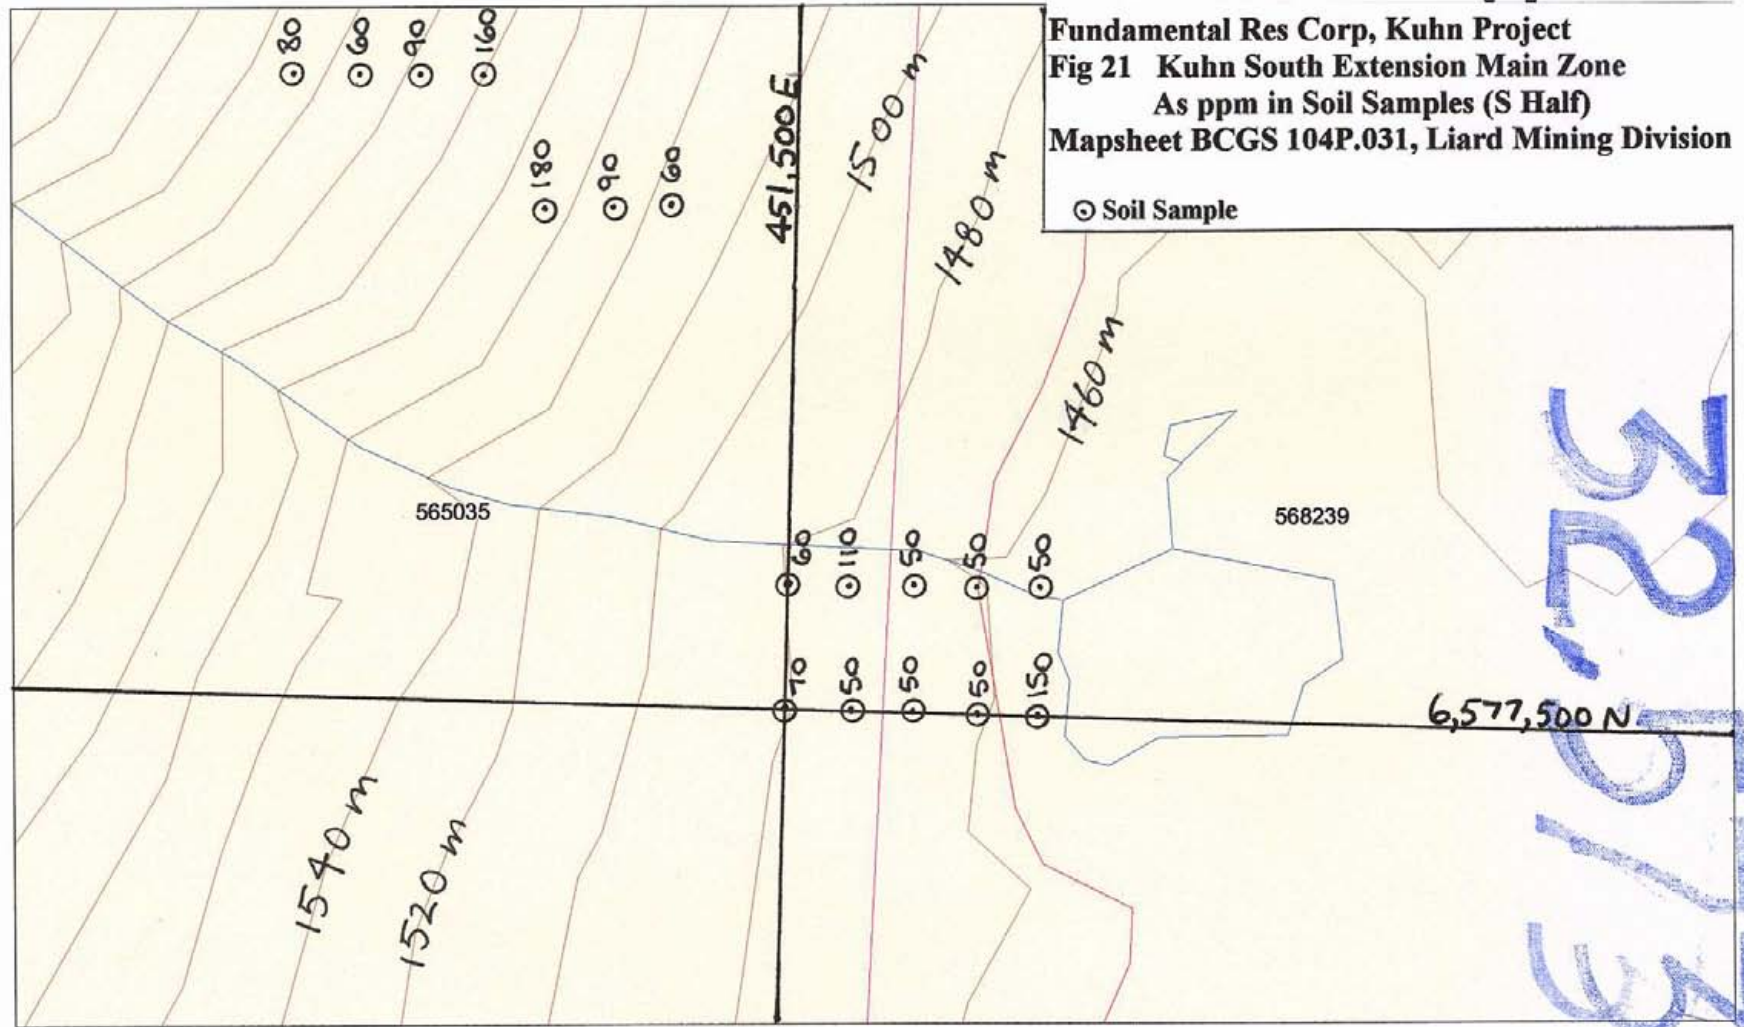 Fundamental Res Corp, Kuhn Project
Fig 21 Kuhn South Extension Main Zone
As ppm in Soil Samples (S Half)
Mapsheet BCGS 104P.031, Liard Mining Division
⊙ Soil Sample
80
60
90
160
180
90
60
451,500E
1500 m
1480 m
1460 m
565035
568239
60
110
50
50
50
70
50
50
50
150
6,577,500 N
1540 m
1520 m